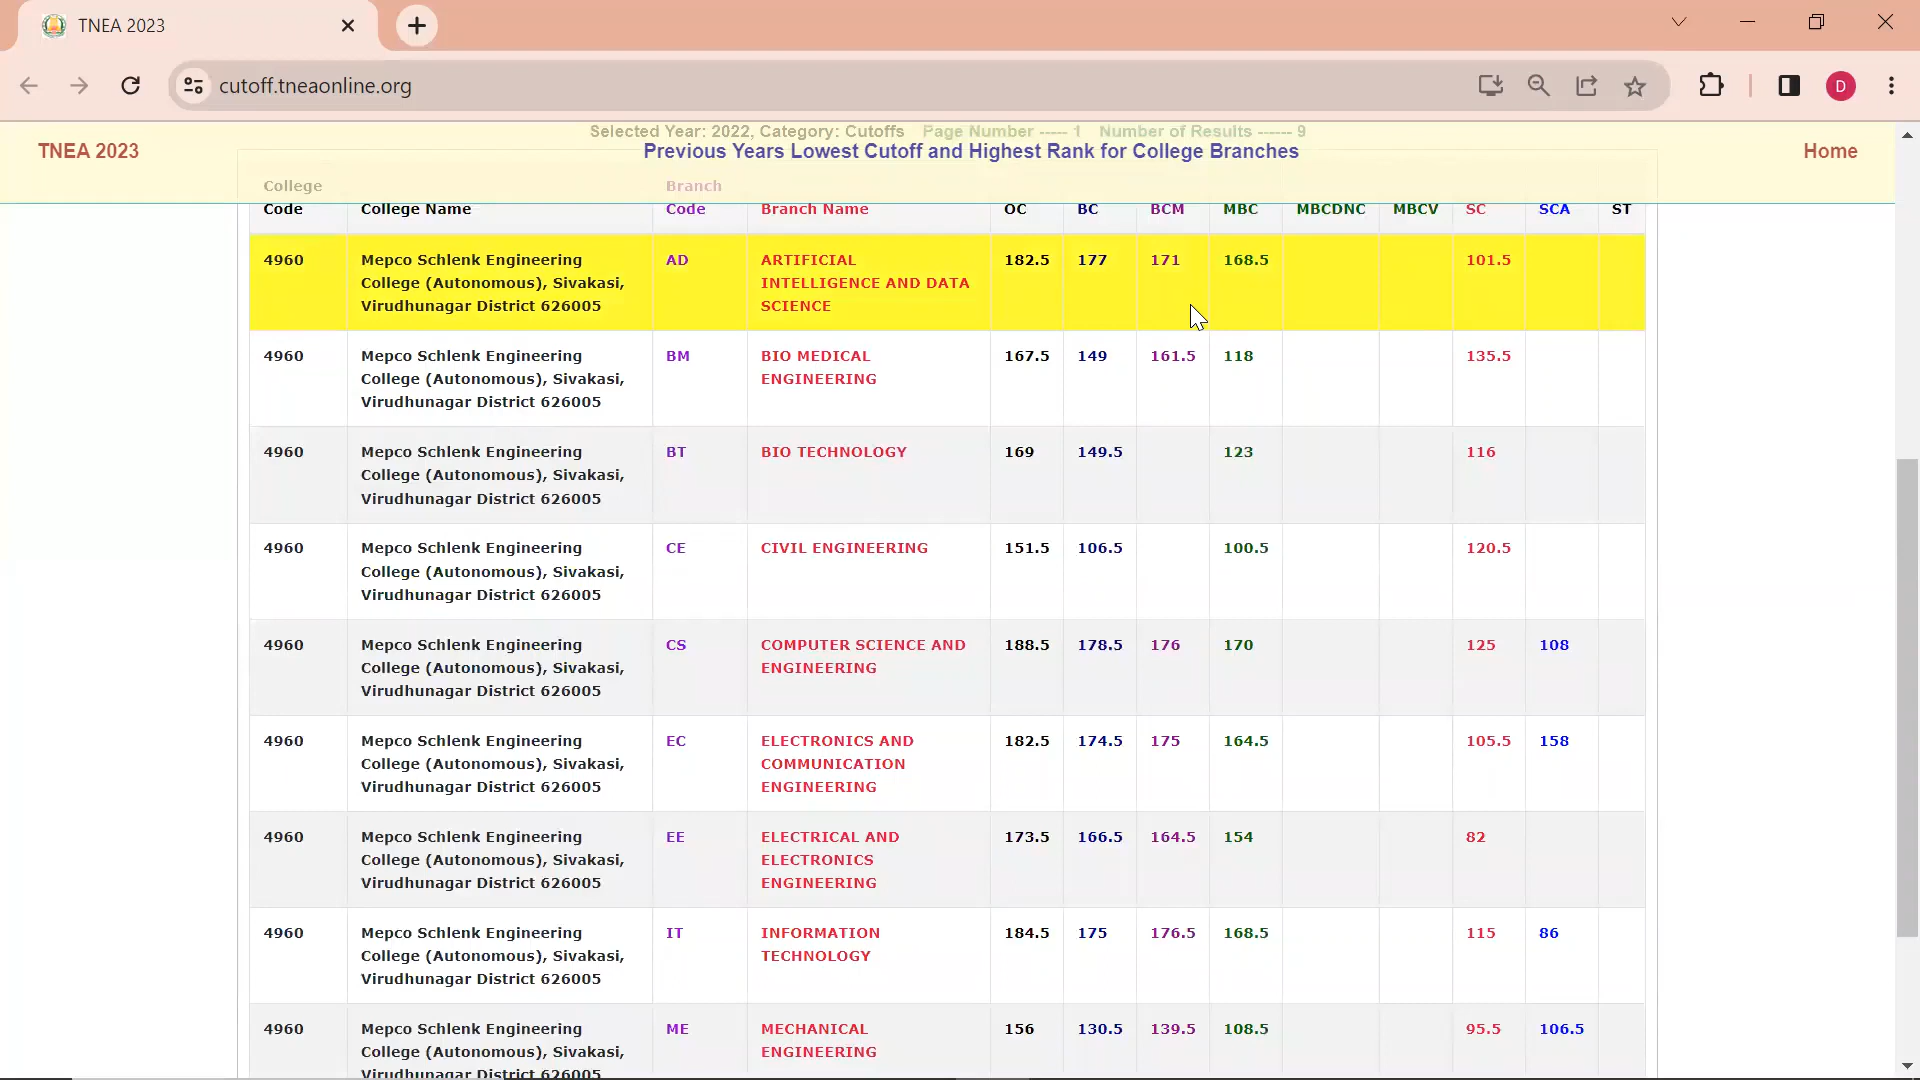 TNEA 2023
cutoff.tneaonline.org
D
Selected Year: 2022, Category: Cutoffs Page Number ----- 1 Number of Results ------ 9
TNEA 2023 Previous Years Lowest Cutoff and Highest Rank for College Branches Home
College Branch
Code College Name Code Branch Name OC BC BCM MBC MBCDNC MBCV SC SCA ST
4960 Mepco Schlenk Engineering AD ARTIFICIAL 182.5 177 171 168.5 101.5
College (Autonomous), Sivakasi, INTELLIGENCE AND DATA
Virudhunagar District 626005 SCIENCE
4960 Mepco Schlenk Engineering BM BIO MEDICAL 167.5 149 161.5 118 135.5
College (Autonomous), Sivakasi, ENGINEERING
Virudhunagar District 626005
4960 Mepco Schlenk Engineering BT BIO TECHNOLOGY 169 149.5 123 116
College (Autonomous), Sivakasi,
Virudhunagar District 626005
4960 Mepco Schlenk Engineering CE CIVIL ENGINEERING 151.5 106.5 100.5 120.5
College (Autonomous), Sivakasi,
Virudhunagar District 626005
4960 Mepco Schlenk Engineering CS COMPUTER SCIENCE AND 188.5 178.5 176 170 125 108
College (Autonomous), Sivakasi, ENGINEERING
Virudhunagar District 626005
4960 Mepco Schlenk Engineering EC ELECTRONICS AND 182.5 174.5 175 164.5 105.5 158
College (Autonomous), Sivakasi, COMMUNICATION
Virudhunagar District 626005 ENGINEERING
4960 Mepco Schlenk Engineering EE ELECTRICAL AND 173.5 166.5 164.5 154 82
College (Autonomous), Sivakasi, ELECTRONICS
Virudhunagar District 626005 ENGINEERING
4960 Mepco Schlenk Engineering IT INFORMATION 184.5 175 176.5 168.5 115 86
College (Autonomous), Sivakasi, TECHNOLOGY
Virudhunagar District 626005
4960 Mepco Schlenk Engineering ME MECHANICAL 156 130.5 139.5 108.5 95.5 106.5
College (Autonomous), Sivakasi, ENGINEERING
Virudhunagar District 626005